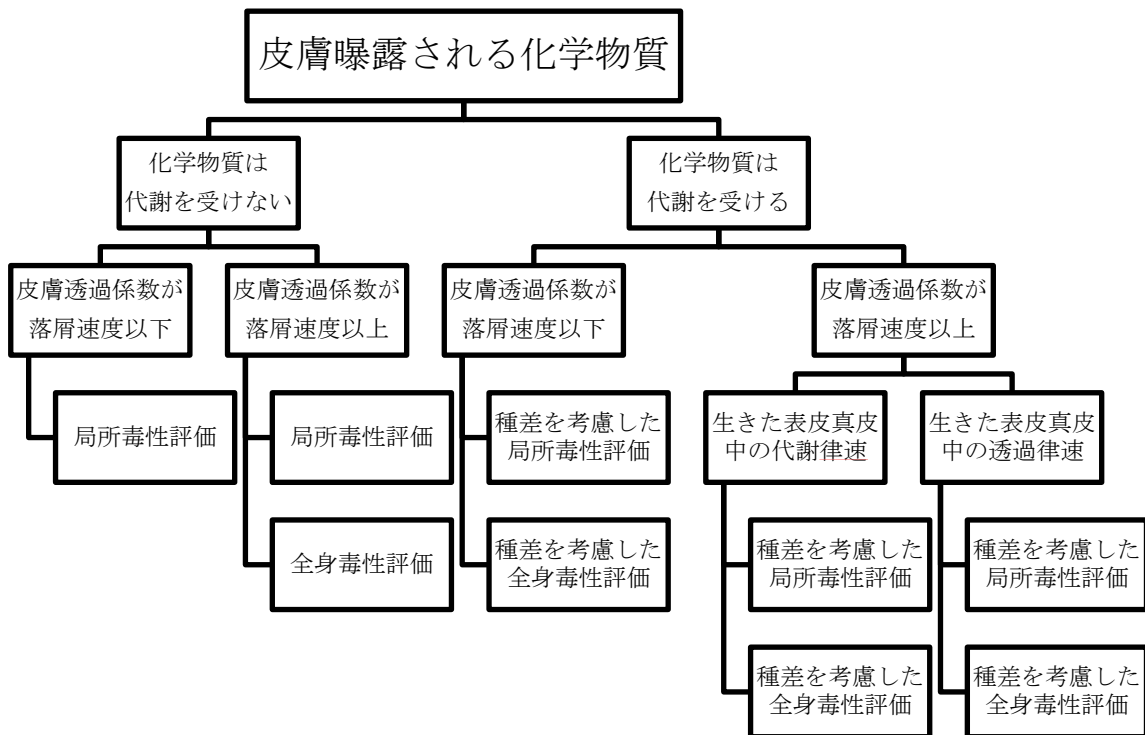 皮膚曝露される化学物質
化学物質は
代謝を受けない
化学物質は
代謝を受ける
皮膚透過係数が
落屑速度以下
皮膚透過係数が
落屑速度以上
皮膚透過係数が
落屑速度以下
皮膚透過係数が
落屑速度以上
局所毒性評価
局所毒性評価
全身毒性評価
種差を考慮した
局所毒性評価
種差を考慮した
全身毒性評価
生きた表皮真皮
中の代謝律速
生きた表皮真皮
中の透過律速
種差を考慮した
局所毒性評価
種差を考慮した
全身毒性評価
種差を考慮した
局所毒性評価
種差を考慮した
全身毒性評価